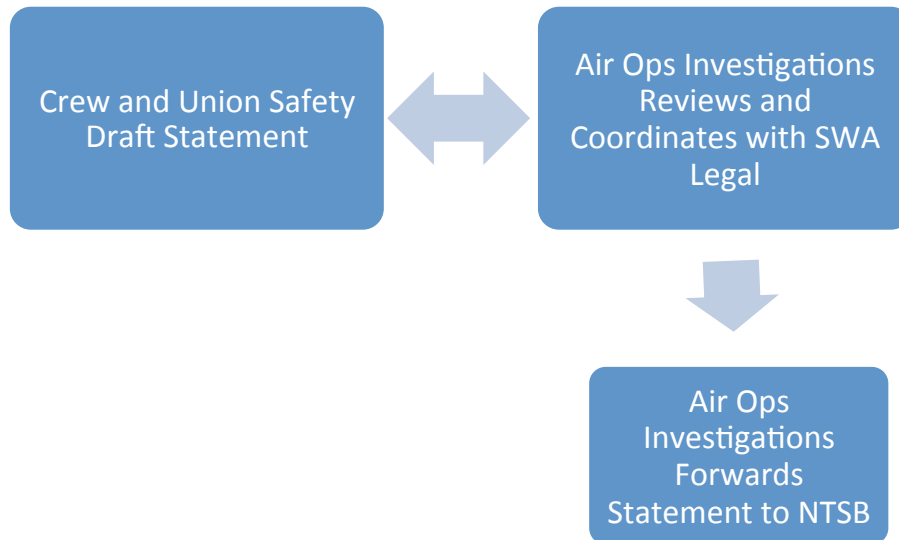 Crew and Union Safety
Draft Statement
Air Ops Investigations
Reviews and
Coordinates with SWA
Legal
Air Ops
Investigations
Forwards
Statement to NTSB